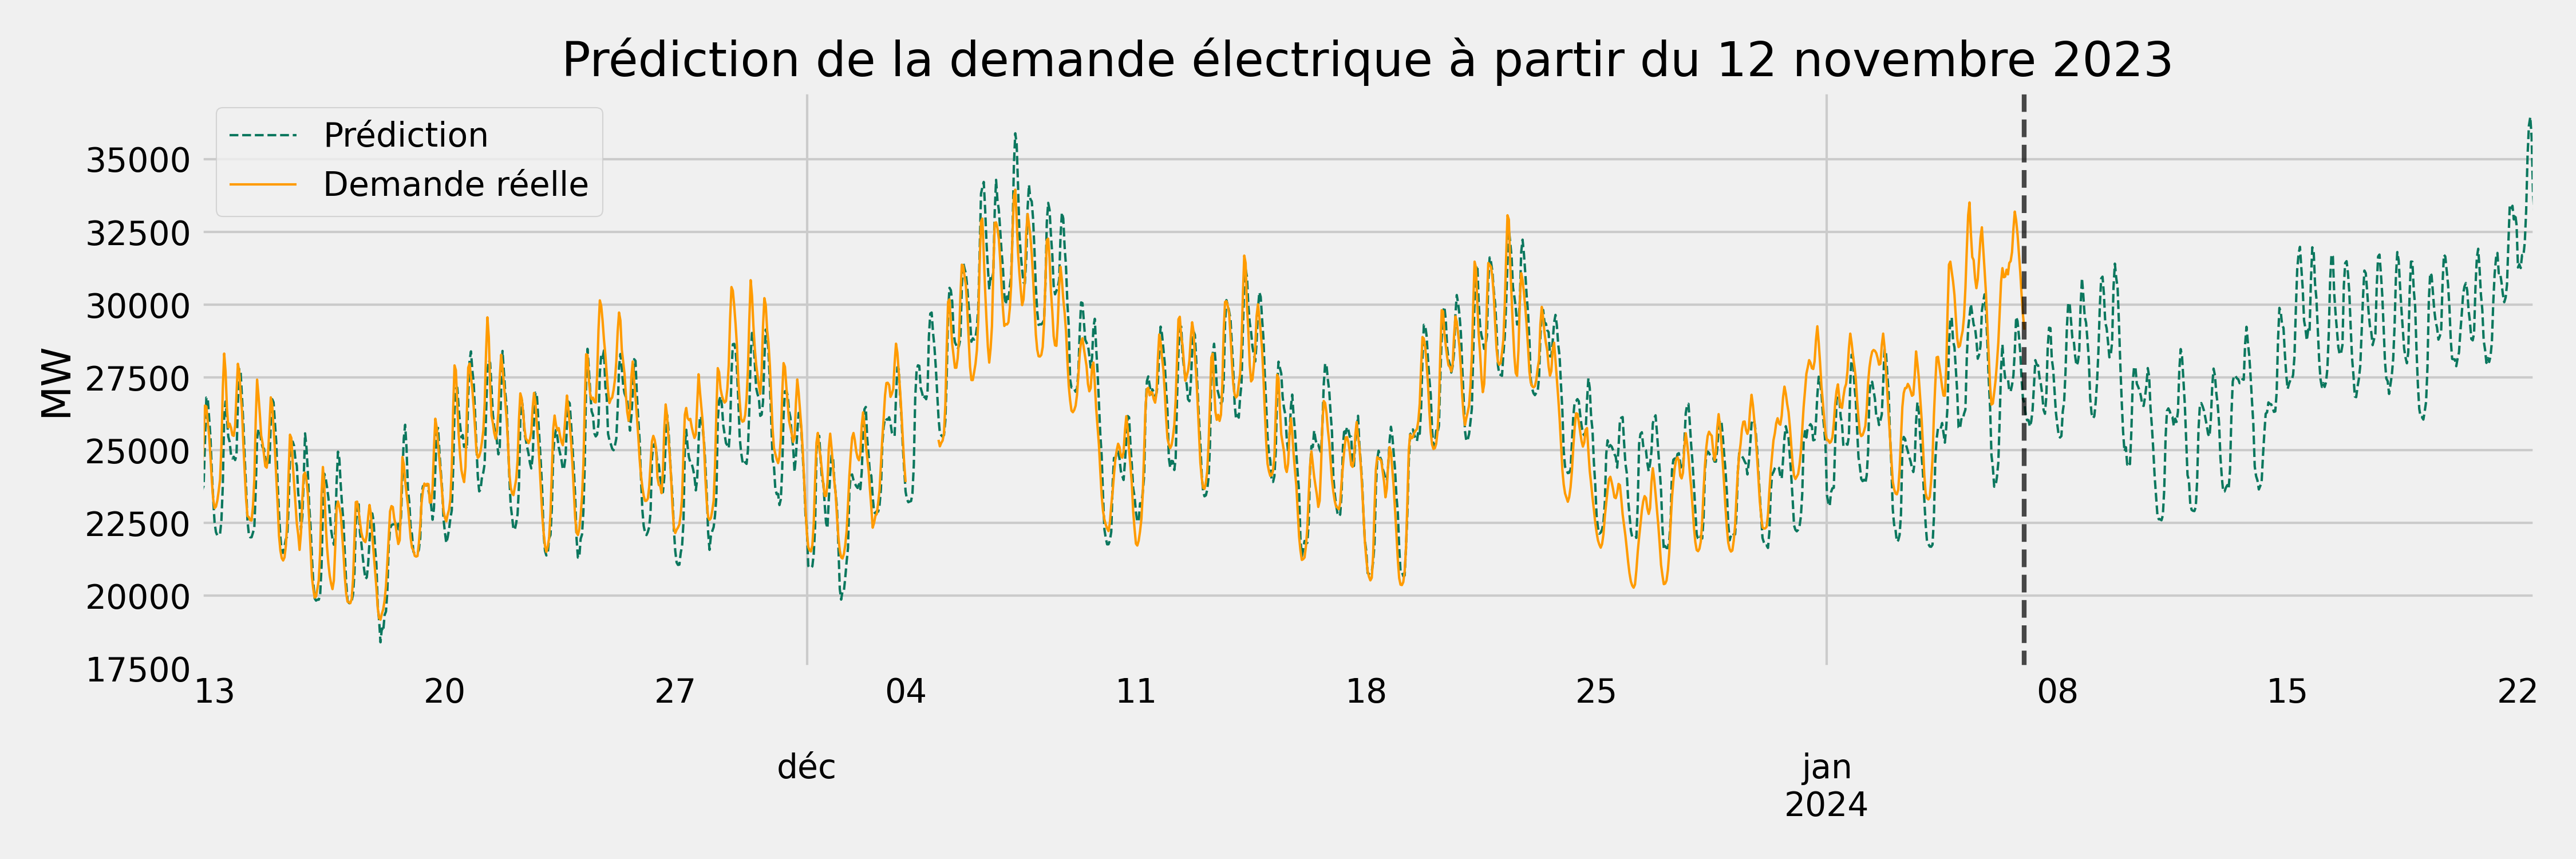 Prédiction de la demande électrique à partir du 12 novembre 2023
Prédiction
Demande réelle
MW
35000
32500
30000
27500
25000
22500
20000
17500
13 20 27 04 11 18 25 08 15 22
déc jan
2024